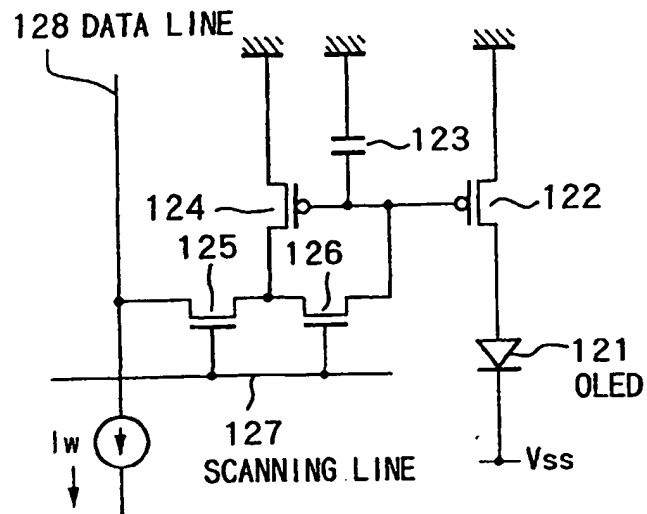 128 DATA LINE
123
124
122
125
126
121
OLED
127
SCANNING LINE
Iw
Vss